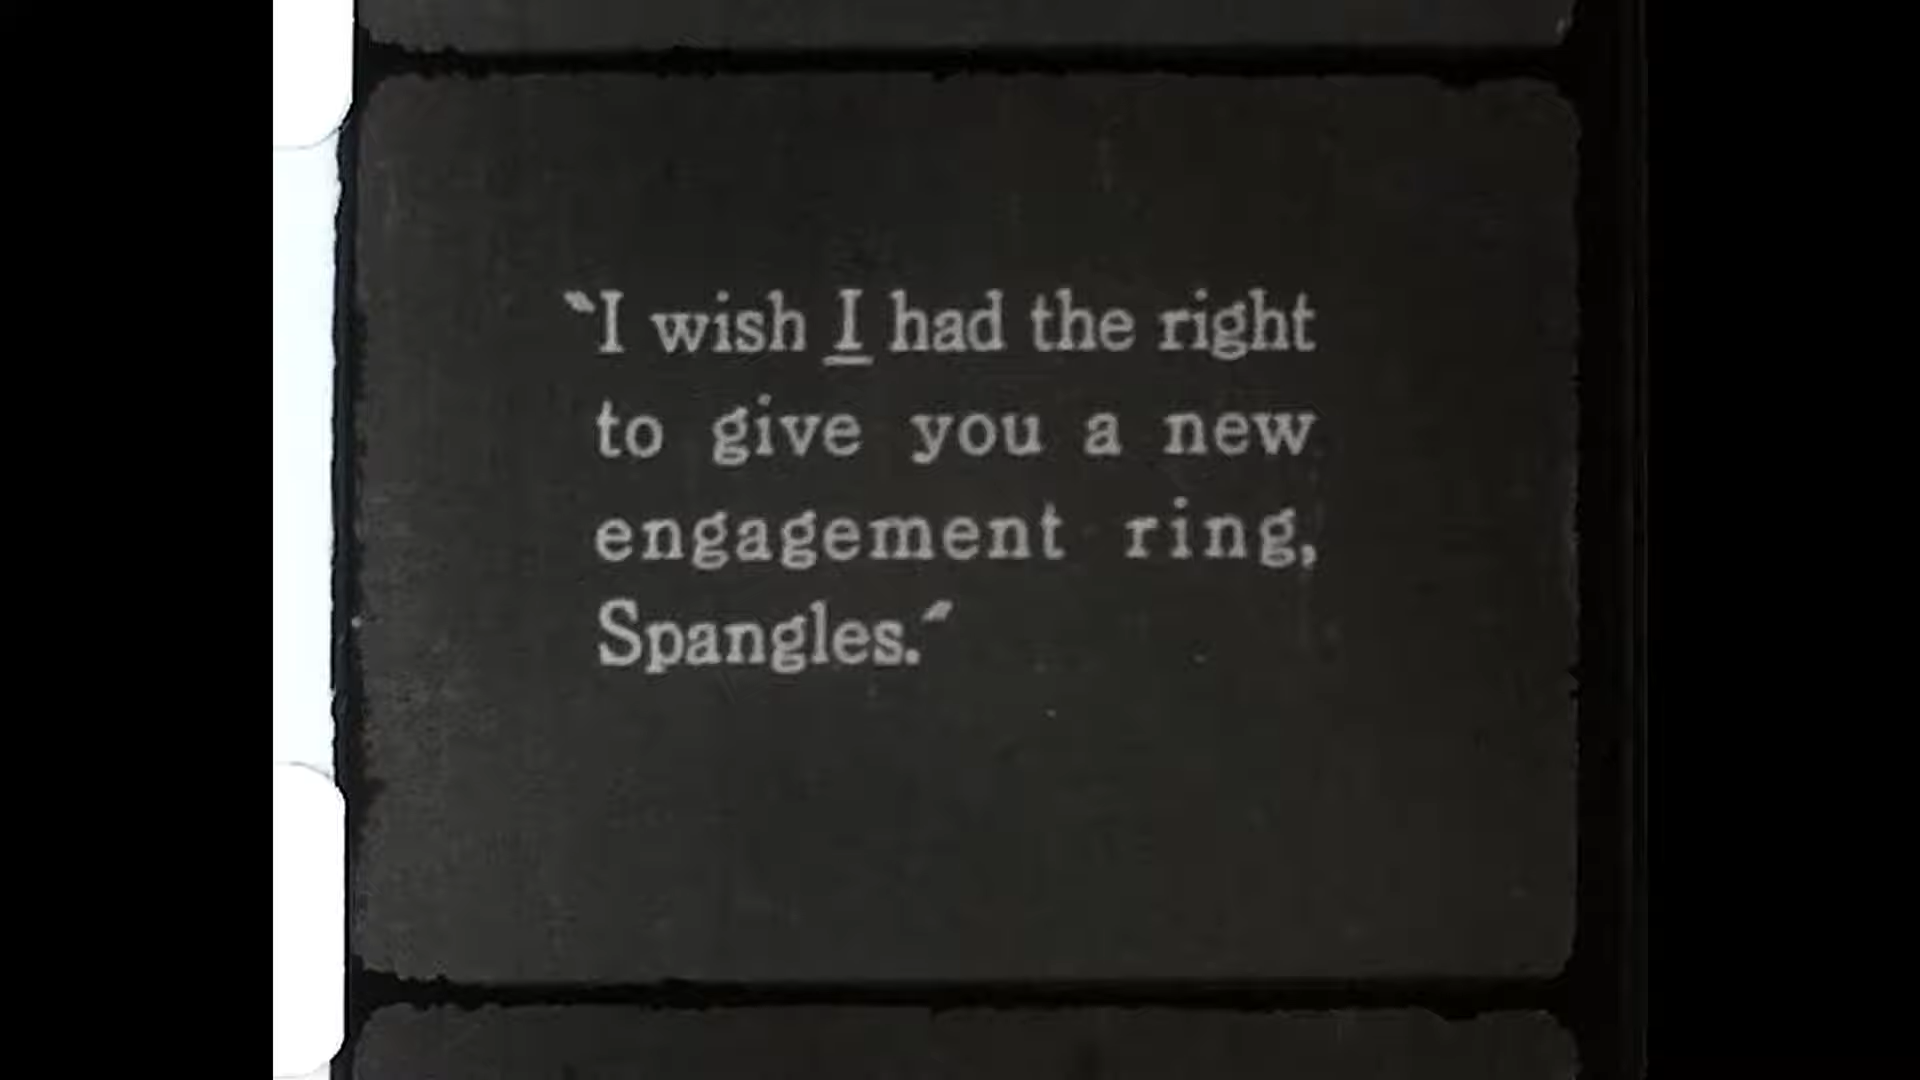 "I wish I had the right
to give you a new
engagement ring,
Spangles."